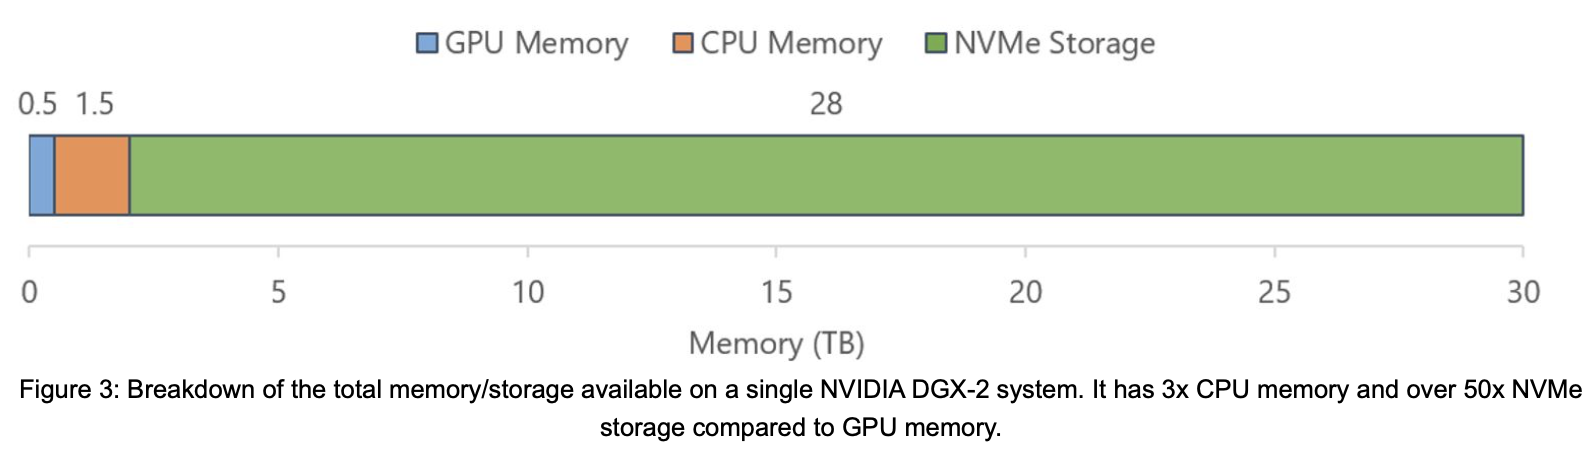 GPU Memory CPU Memory NVMe Storage
0.5 1.5 28
0 5 10 15 20 25 30
Memory (TB)
Figure 3: Breakdown of the total memory/storage available on a single NVIDIA DGX-2 system. It has 3x CPU memory and over 50x NVMe
storage compared to GPU memory.